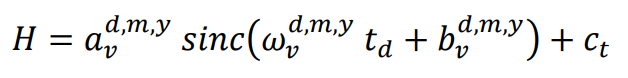 H = a_v^{d,m,y} sinc(ω_v^{d,m,y} t_d + b_v^{d,m,y}) + c_t